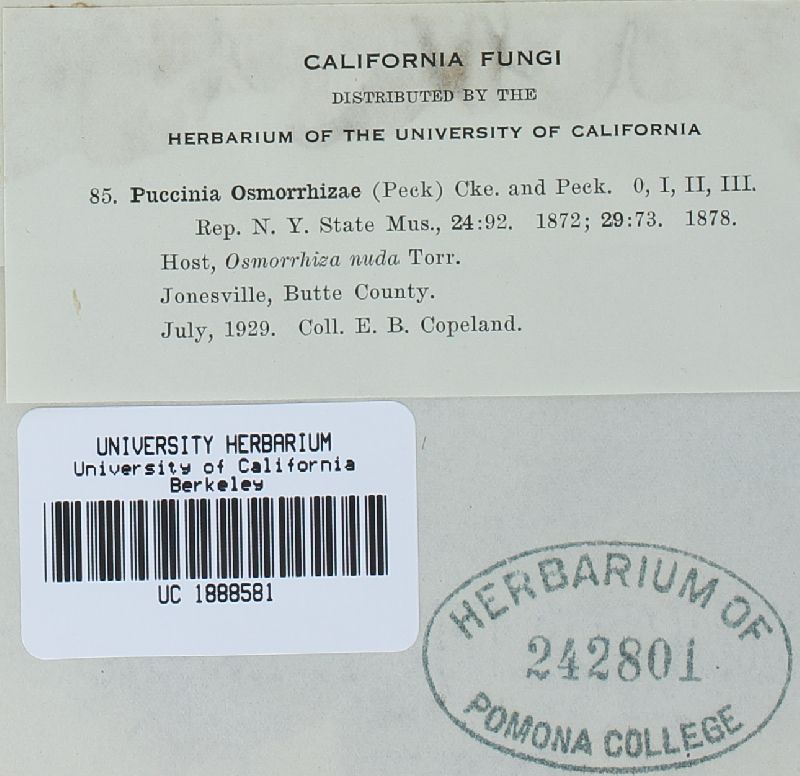 CALIFORNIA FUNGI
DISTRIBUTED BY THE
HERBARIUM OF THE UNIVERSITY OF CALIFORNIA
85. Puccinia Osmorrhizae (Peck) Cke. and Peck. 0, I, II, III.
Rep. N. Y. State Mus., 24:92. 1872; 29:73. 1878.
Host, Osmorrhiza nuda Torr.
Jonesville, Butte County.
July, 1929. Coll. E. B. Copeland.
UNIVERSITY HERBARIUM
University of California
Berkeley
UC 1888581
HERBARIUM OF
242801
POMONA COLLEGE